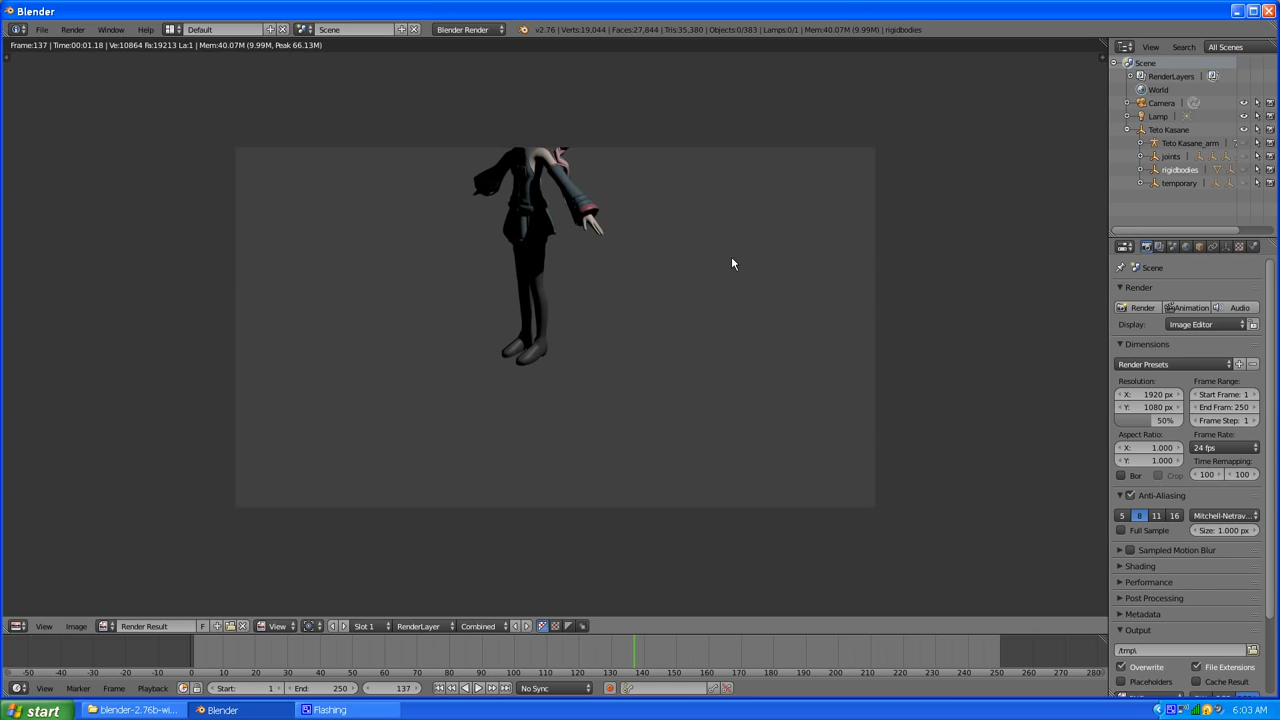 Blender
File Render Window Help Default Scene Blender Render v2.76 | Verts:19,044 | Faces:27,844 | Tris:35,380 | Objects:0/383 | Lamps:0/1 | Mem:40.07M (9.99M) | rigidbodies
Frame:137 | Time:00:01.18 | Ve:10864 Fa:19213 La:1 | Mem:40.07M (9.99M, Peak 66.13M)
View Search All Scenes
Scene
RenderLayers
World
Camera
Lamp
Teto Kasane
Teto Kasane_arm
joints
rigidbodies
temporary
Scene
Render
Render Animation Audio
Display: Image Editor
Dimensions
Render Presets
Resolution: Frame Range:
X: 1920 px Start Frame: 1
Y: 1080 px End Fram: 250
50% Frame Step: 1
Aspect Ratio: Frame Rate:
X: 1.000 24 fps
Y: 1.000 Time Remapping:
Bor Crop 100 100
Anti-Aliasing
5 8 11 16 Mitchell-Netrav...
Full Sample Size: 1.000 px
Sampled Motion Blur
Shading
Performance
Post Processing
Metadata
Output
/tmp\
Overwrite File Extensions
Placeholders Cache Result
View Image Render Result F View Slot 1 RenderLayer Combined
-50 -40 -30 -20 -10 0 10 20 30 40 50 60 70 80 90 100 110 120 130 140 150 160 170 180 190 200 210 220 230 240 250 260 270 280
View Marker Frame Playback Start: 1 End: 250 137 No Sync
start blender-2.76b-wi... Blender Flashing 6:03 AM